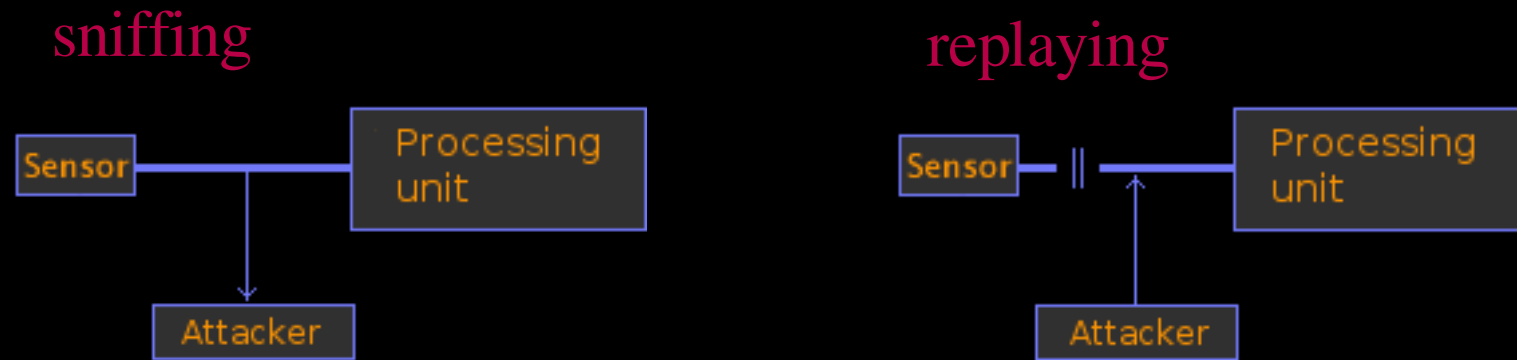 sniffing
Sensor
Processing
unit
Attacker
replaying
Sensor
Processing
unit
Attacker